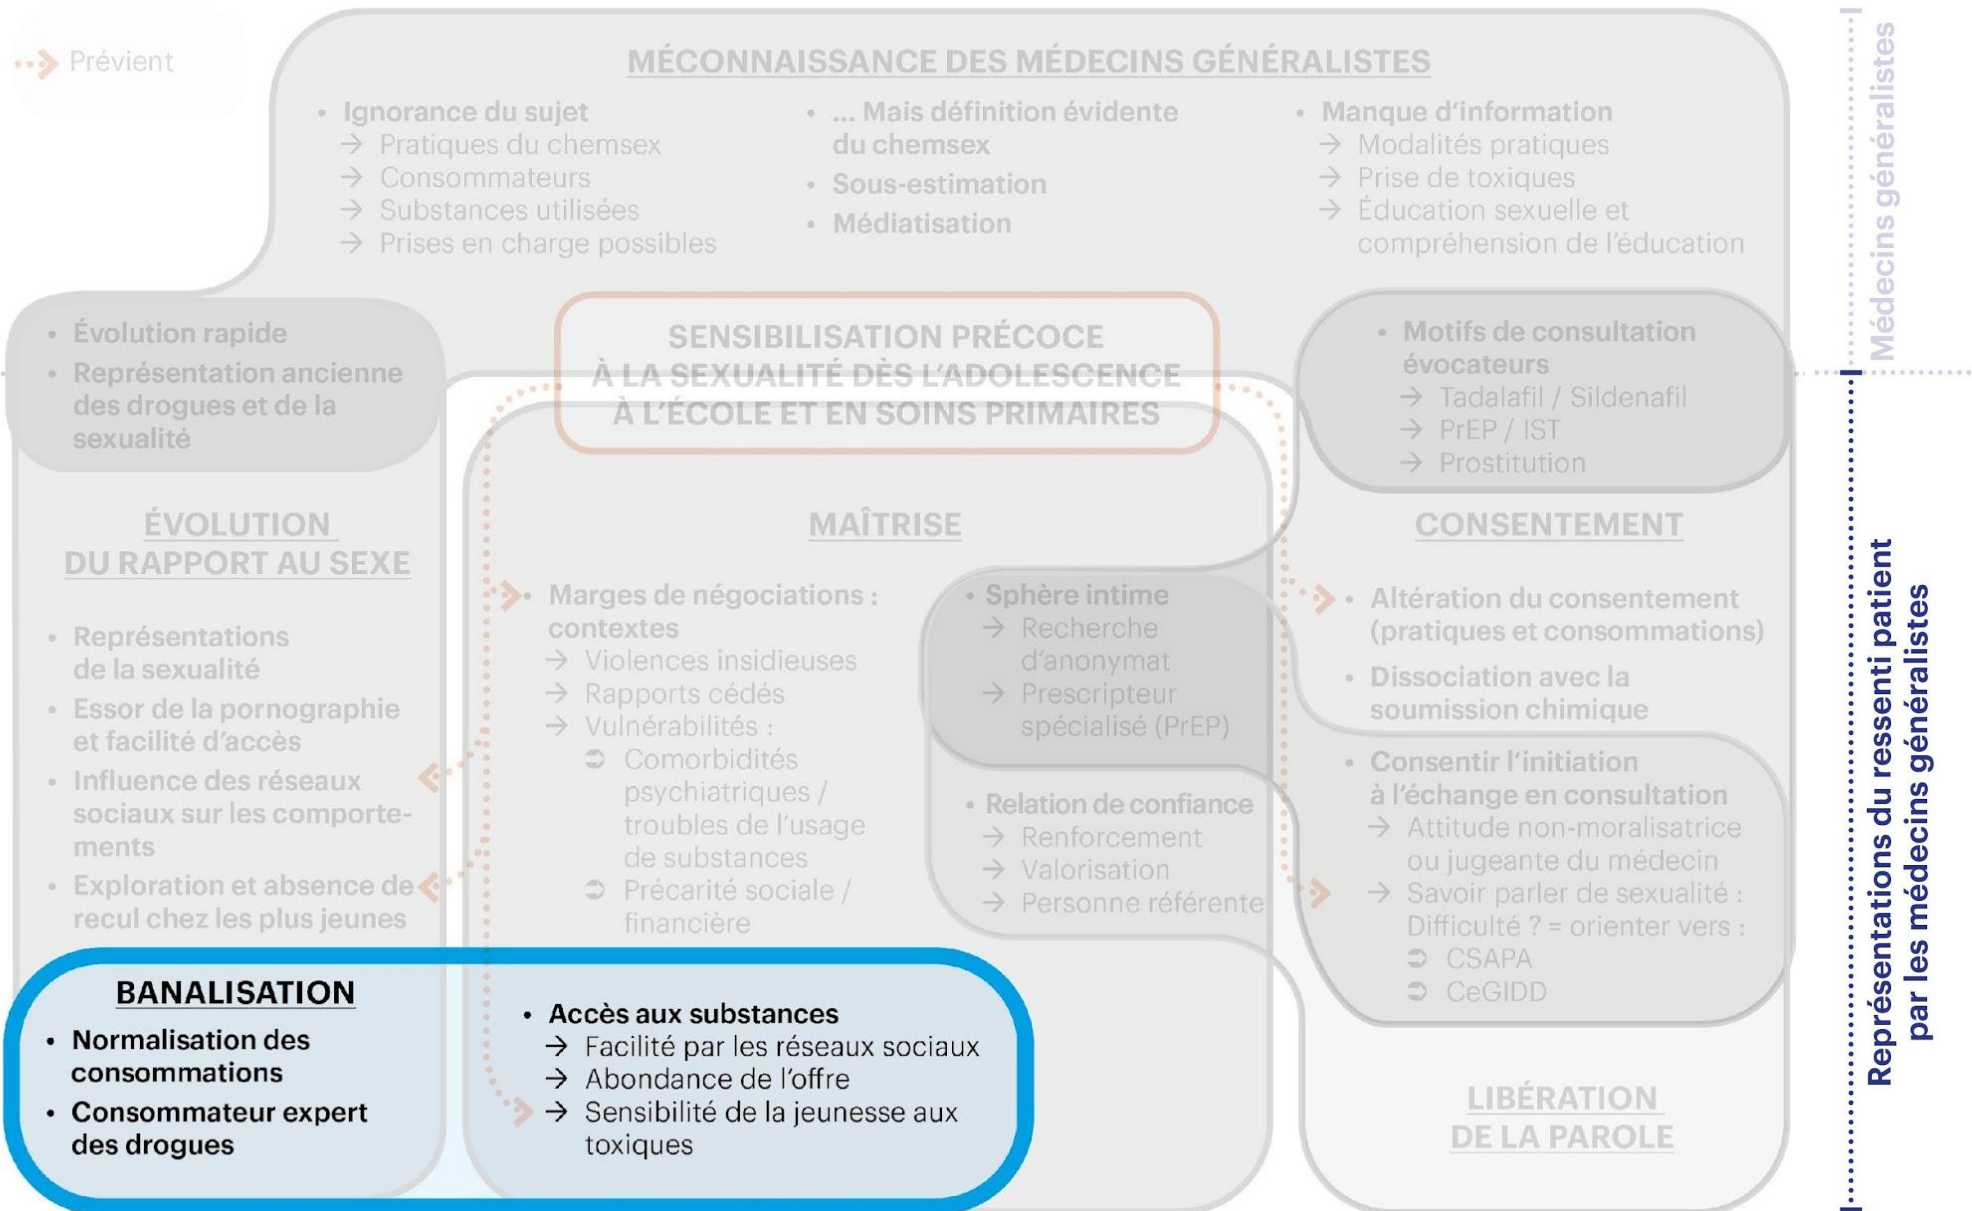 Prévient
MÉCONNAISSANCE DES MÉDECINS GÉNÉRALISTES
• Ignorance du sujet
→ Pratiques du chemsex
→ Consommateurs
→ Substances utilisées
→ Prises en charge possibles
• ... Mais définition évidente
du chemsex
• Sous-estimation
• Médiatisation
• Manque d'information
→ Modalités pratiques
→ Prise de toxiques
→ Éducation sexuelle et
compréhension de l'éducation
• Évolution rapide
• Représentation ancienne
des drogues et de la
sexualité
SENSIBILISATION PRÉCOCE
À LA SEXUALITÉ DÈS L'ADOLESCENCE
À L'ÉCOLE ET EN SOINS PRIMAIRES
• Motifs de consultation
évocateurs
→ Tadalafil / Sildenafil
→ PrEP / IST
→ Prostitution
ÉVOLUTION
DU RAPPORT AU SEXE
• Représentations
de la sexualité
• Essor de la pornographie
et facilité d'accès
• Influence des réseaux
sociaux sur les comporte-
ments
• Exploration et absence de
recul chez les plus jeunes
MAÎTRISE
• Marges de négociations :
contextes
→ Violences insidieuses
→ Rapports cédés
→ Vulnérabilités :
➲ Comorbidités
psychiatriques /
troubles de l'usage
de substances
➲ Précarité sociale /
financière
• Sphère intime
→ Recherche
d'anonymat
→ Prescripteur
spécialisé (PrEP)
• Relation de confiance
→ Renforcement
→ Valorisation
→ Personne référente
CONSENTEMENT
• Altération du consentement
(pratiques et consommations)
• Dissociation avec la
soumission chimique
• Consentir l'initiation
à l'échange en consultation
→ Attitude non-moralisatrice
ou jugeante du médecin
→ Savoir parler de sexualité :
Difficulté ? = orienter vers :
➲ CSAPA
➲ CeGIDD
BANALISATION
• Normalisation des
consommations
• Consommateur expert
des drogues
• Accès aux substances
→ Facilité par les réseaux sociaux
→ Abondance de l'offre
→ Sensibilité de la jeunesse aux
toxiques
LIBÉRATION
DE LA PAROLE
Médecins généralistes
Représentations du ressenti patient
par les médecins généralistes